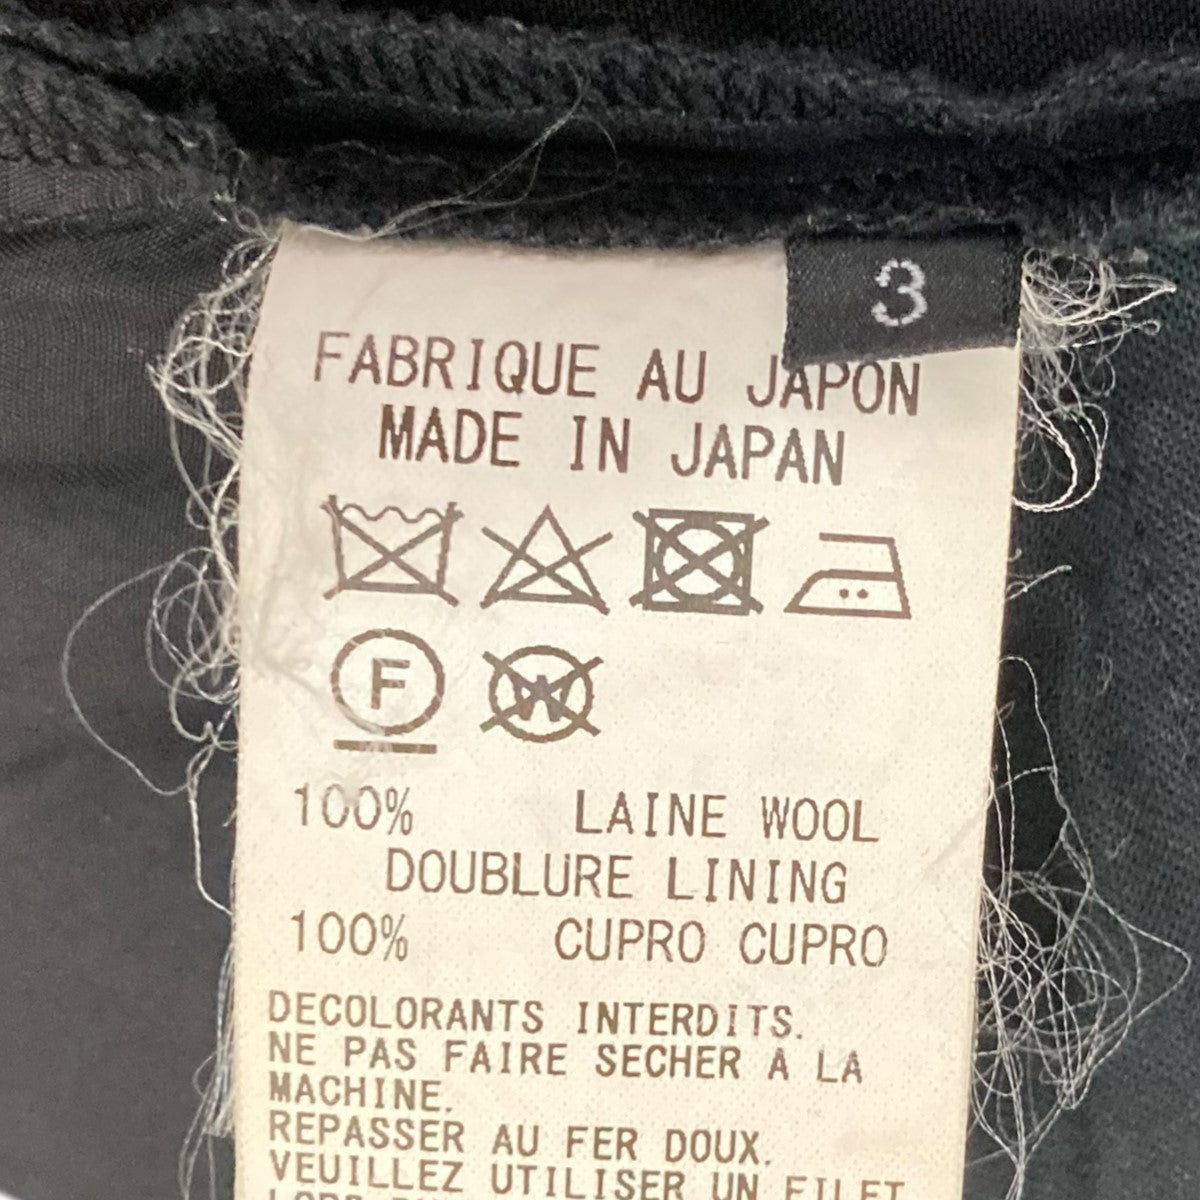 3
FABRIQUE AU JAPON
MADE IN JAPAN
F
W
100% LAINE WOOL
DOUBLURE LINING
100% CUPRO CUPRO
DECOLORANTS INTERDITS.
NE PAS FAIRE SECHER A LA
MACHINE.
REPASSER AU FER DOUX.
VEUILLEZ UTILISER UN FILET